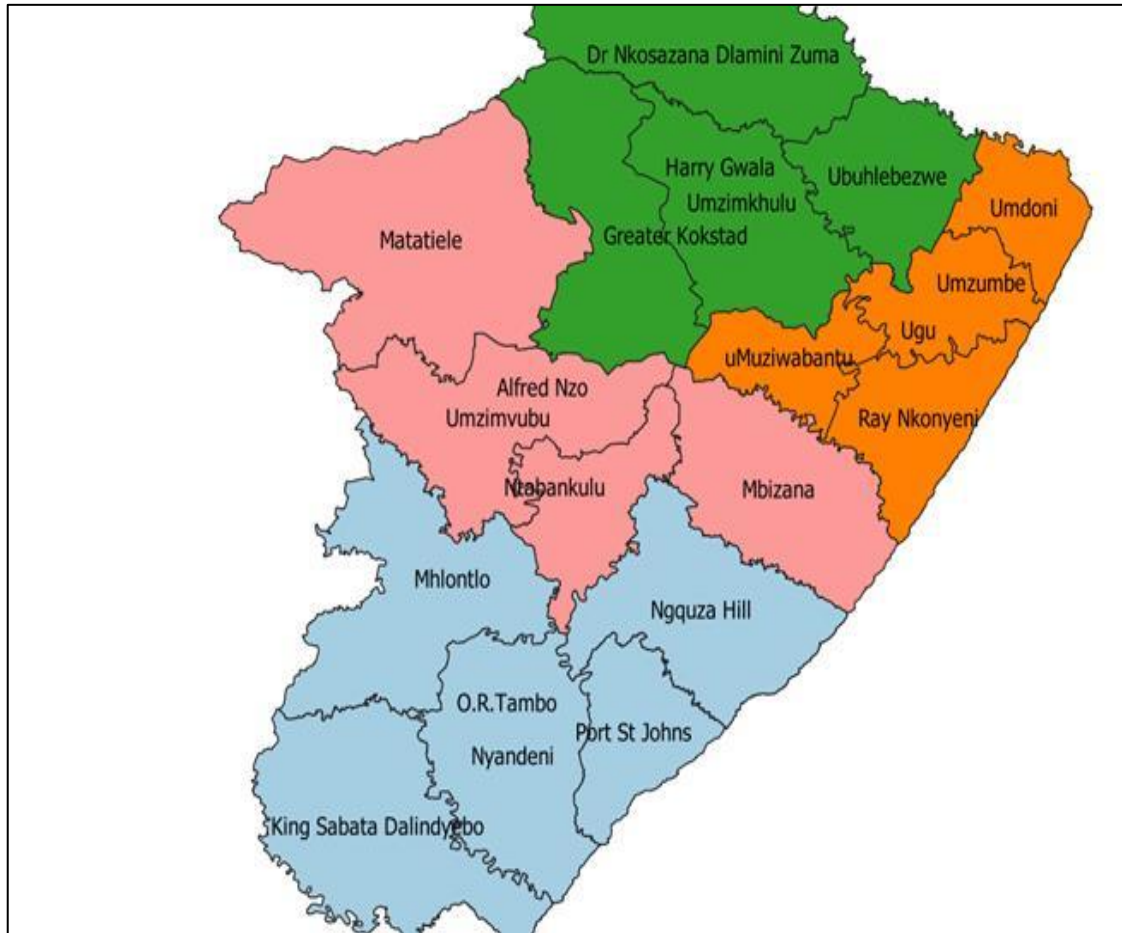 Dr Nkosazana Dlamini Zuma
Harry Gwala
Ubuhlebezwe
Umzimkhulu
Umdoni
Greater Kokstad
Matatiele
Umzumbe
Ugu
uMuziwabantu
Alfred Nzo
Umzimvubu
Ray Nkonyeni
Ntabankulu
Mbizana
Mhlontlo
Ngquza Hill
O.R.Tambo
Port St Johns
Nyandeni
King Sabata Dalindyebo